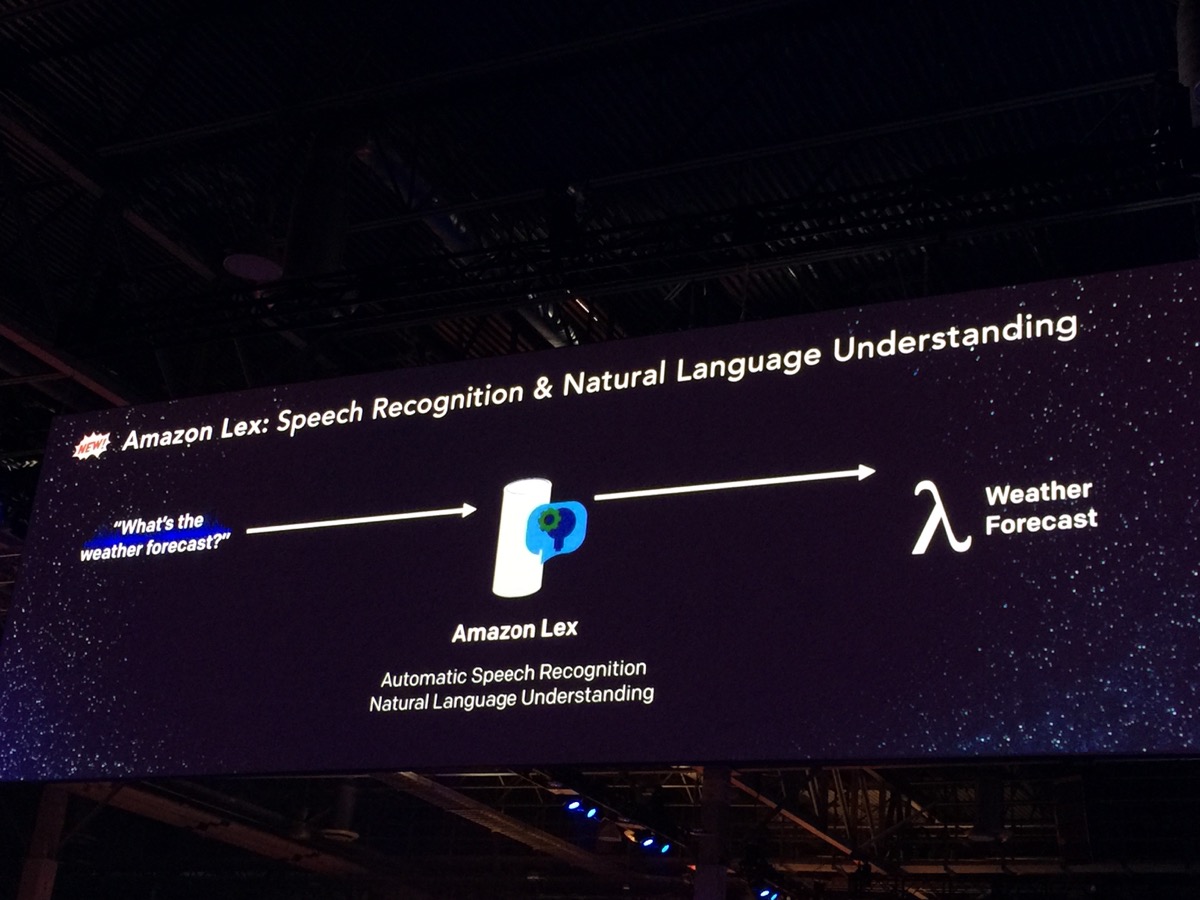 NEW!
Amazon Lex: Speech Recognition & Natural Language Understanding
“What’s the
weather forecast?”
Amazon Lex
Automatic Speech Recognition
Natural Language Understanding
λ
Weather
Forecast